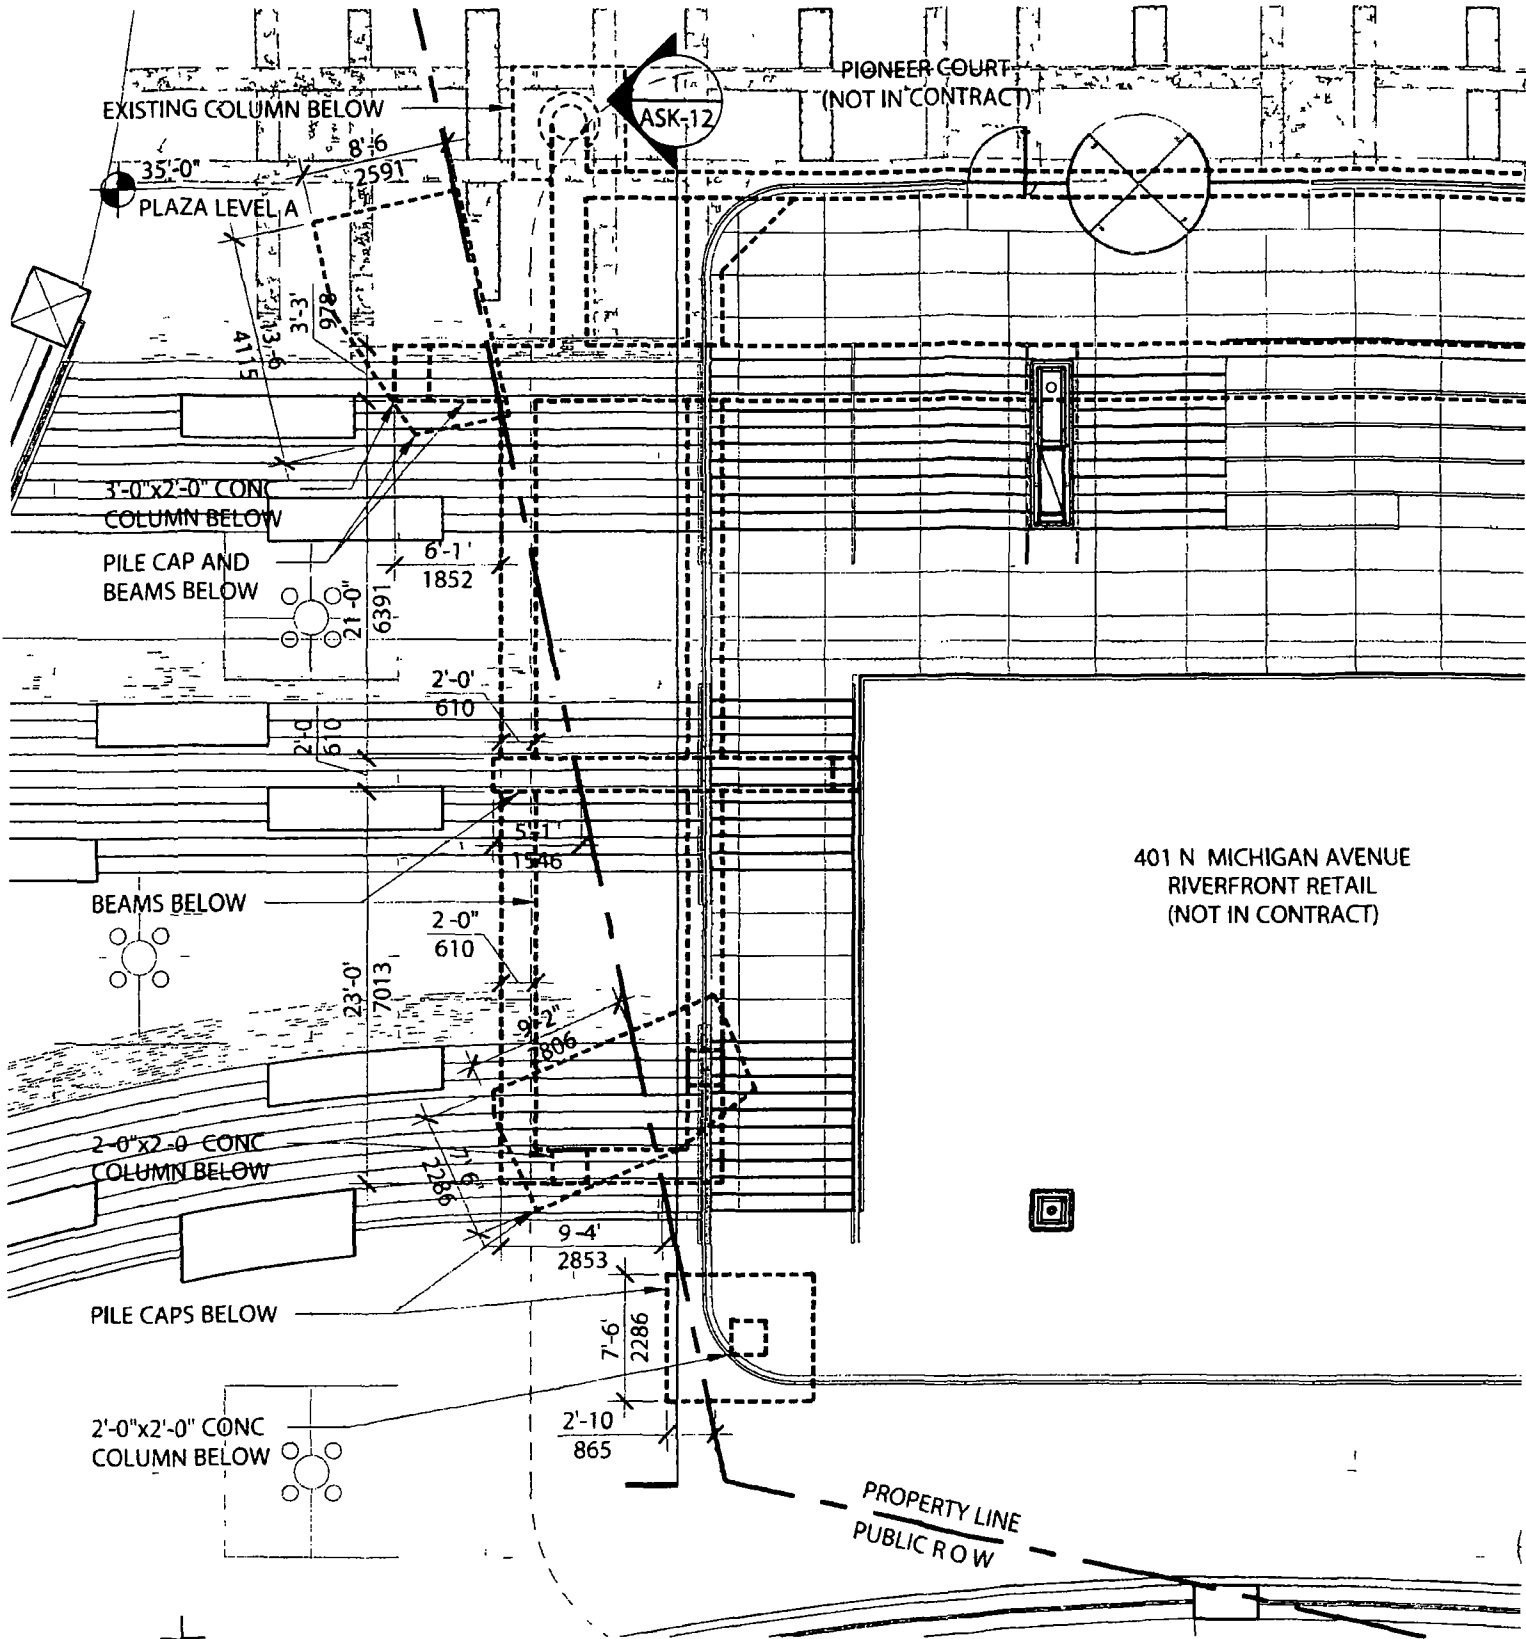 PIONEER COURT
(NOT IN CONTRACT)
EXISTING COLUMN BELOW
ASK-12
8'-6
2591
35'-0"
PLAZA LEVEL A
3'-3'
978
13'-6
4115
3'-0"x2'-0" CONC
COLUMN BELOW
PILE CAP AND
BEAMS BELOW
6'-1'
1852
21'-0"
6391
2'-0'
610
2'-0
610
5'-1'
1546
401 N MICHIGAN AVENUE
RIVERFRONT RETAIL
(NOT IN CONTRACT)
BEAMS BELOW
2-0"
610
23'-0'
7013
9'-2"
2806
2-0"x2-0 CONC
COLUMN BELOW
7'-6"
2286
9-4'
2853
PILE CAPS BELOW
7'-6'
2286
2'-0"x2'-0" CONC
COLUMN BELOW
2'-10
865
PROPERTY LINE
PUBLIC R O W